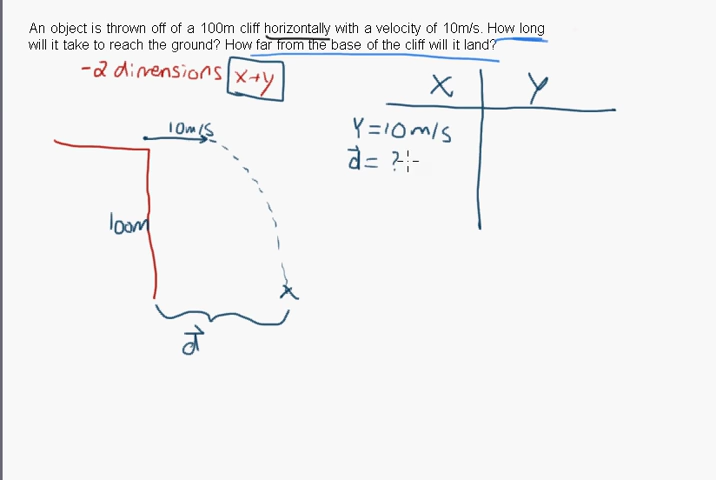 An object is thrown off of a 100m cliff horizontally with a velocity of 10m/s. How long
will it take to reach the ground? How far from the base of the cliff will it land?
-2 dimensions x+y
X Y
10m/s
V=10m/s
d= ?
100m
x
d